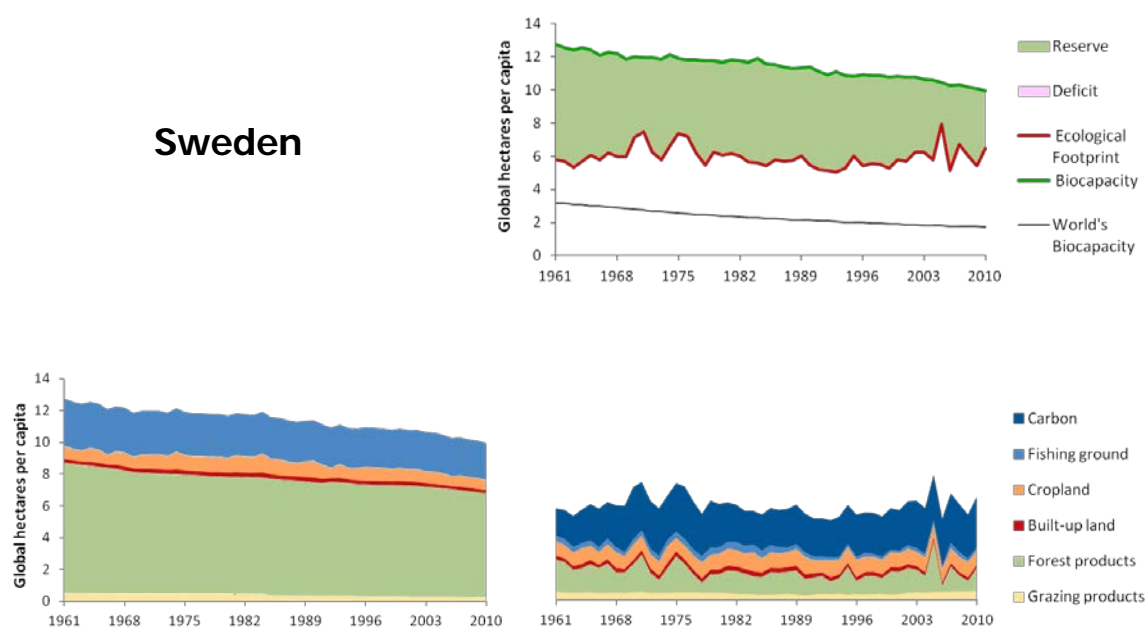 Sweden
Global hectares per capita
14
12
10
8
6
4
2
0
1961 1968 1975 1982 1989 1996 2003 2010
Reserve
Deficit
Ecological
Footprint
Biocapacity
World's
Biocapacity
Global hectares per capita
14
12
10
8
6
4
2
0
1961 1968 1975 1982 1989 1996 2003 2010
1961 1968 1975 1982 1989 1996 2003 2010
Carbon
Fishing ground
Cropland
Built-up land
Forest products
Grazing products